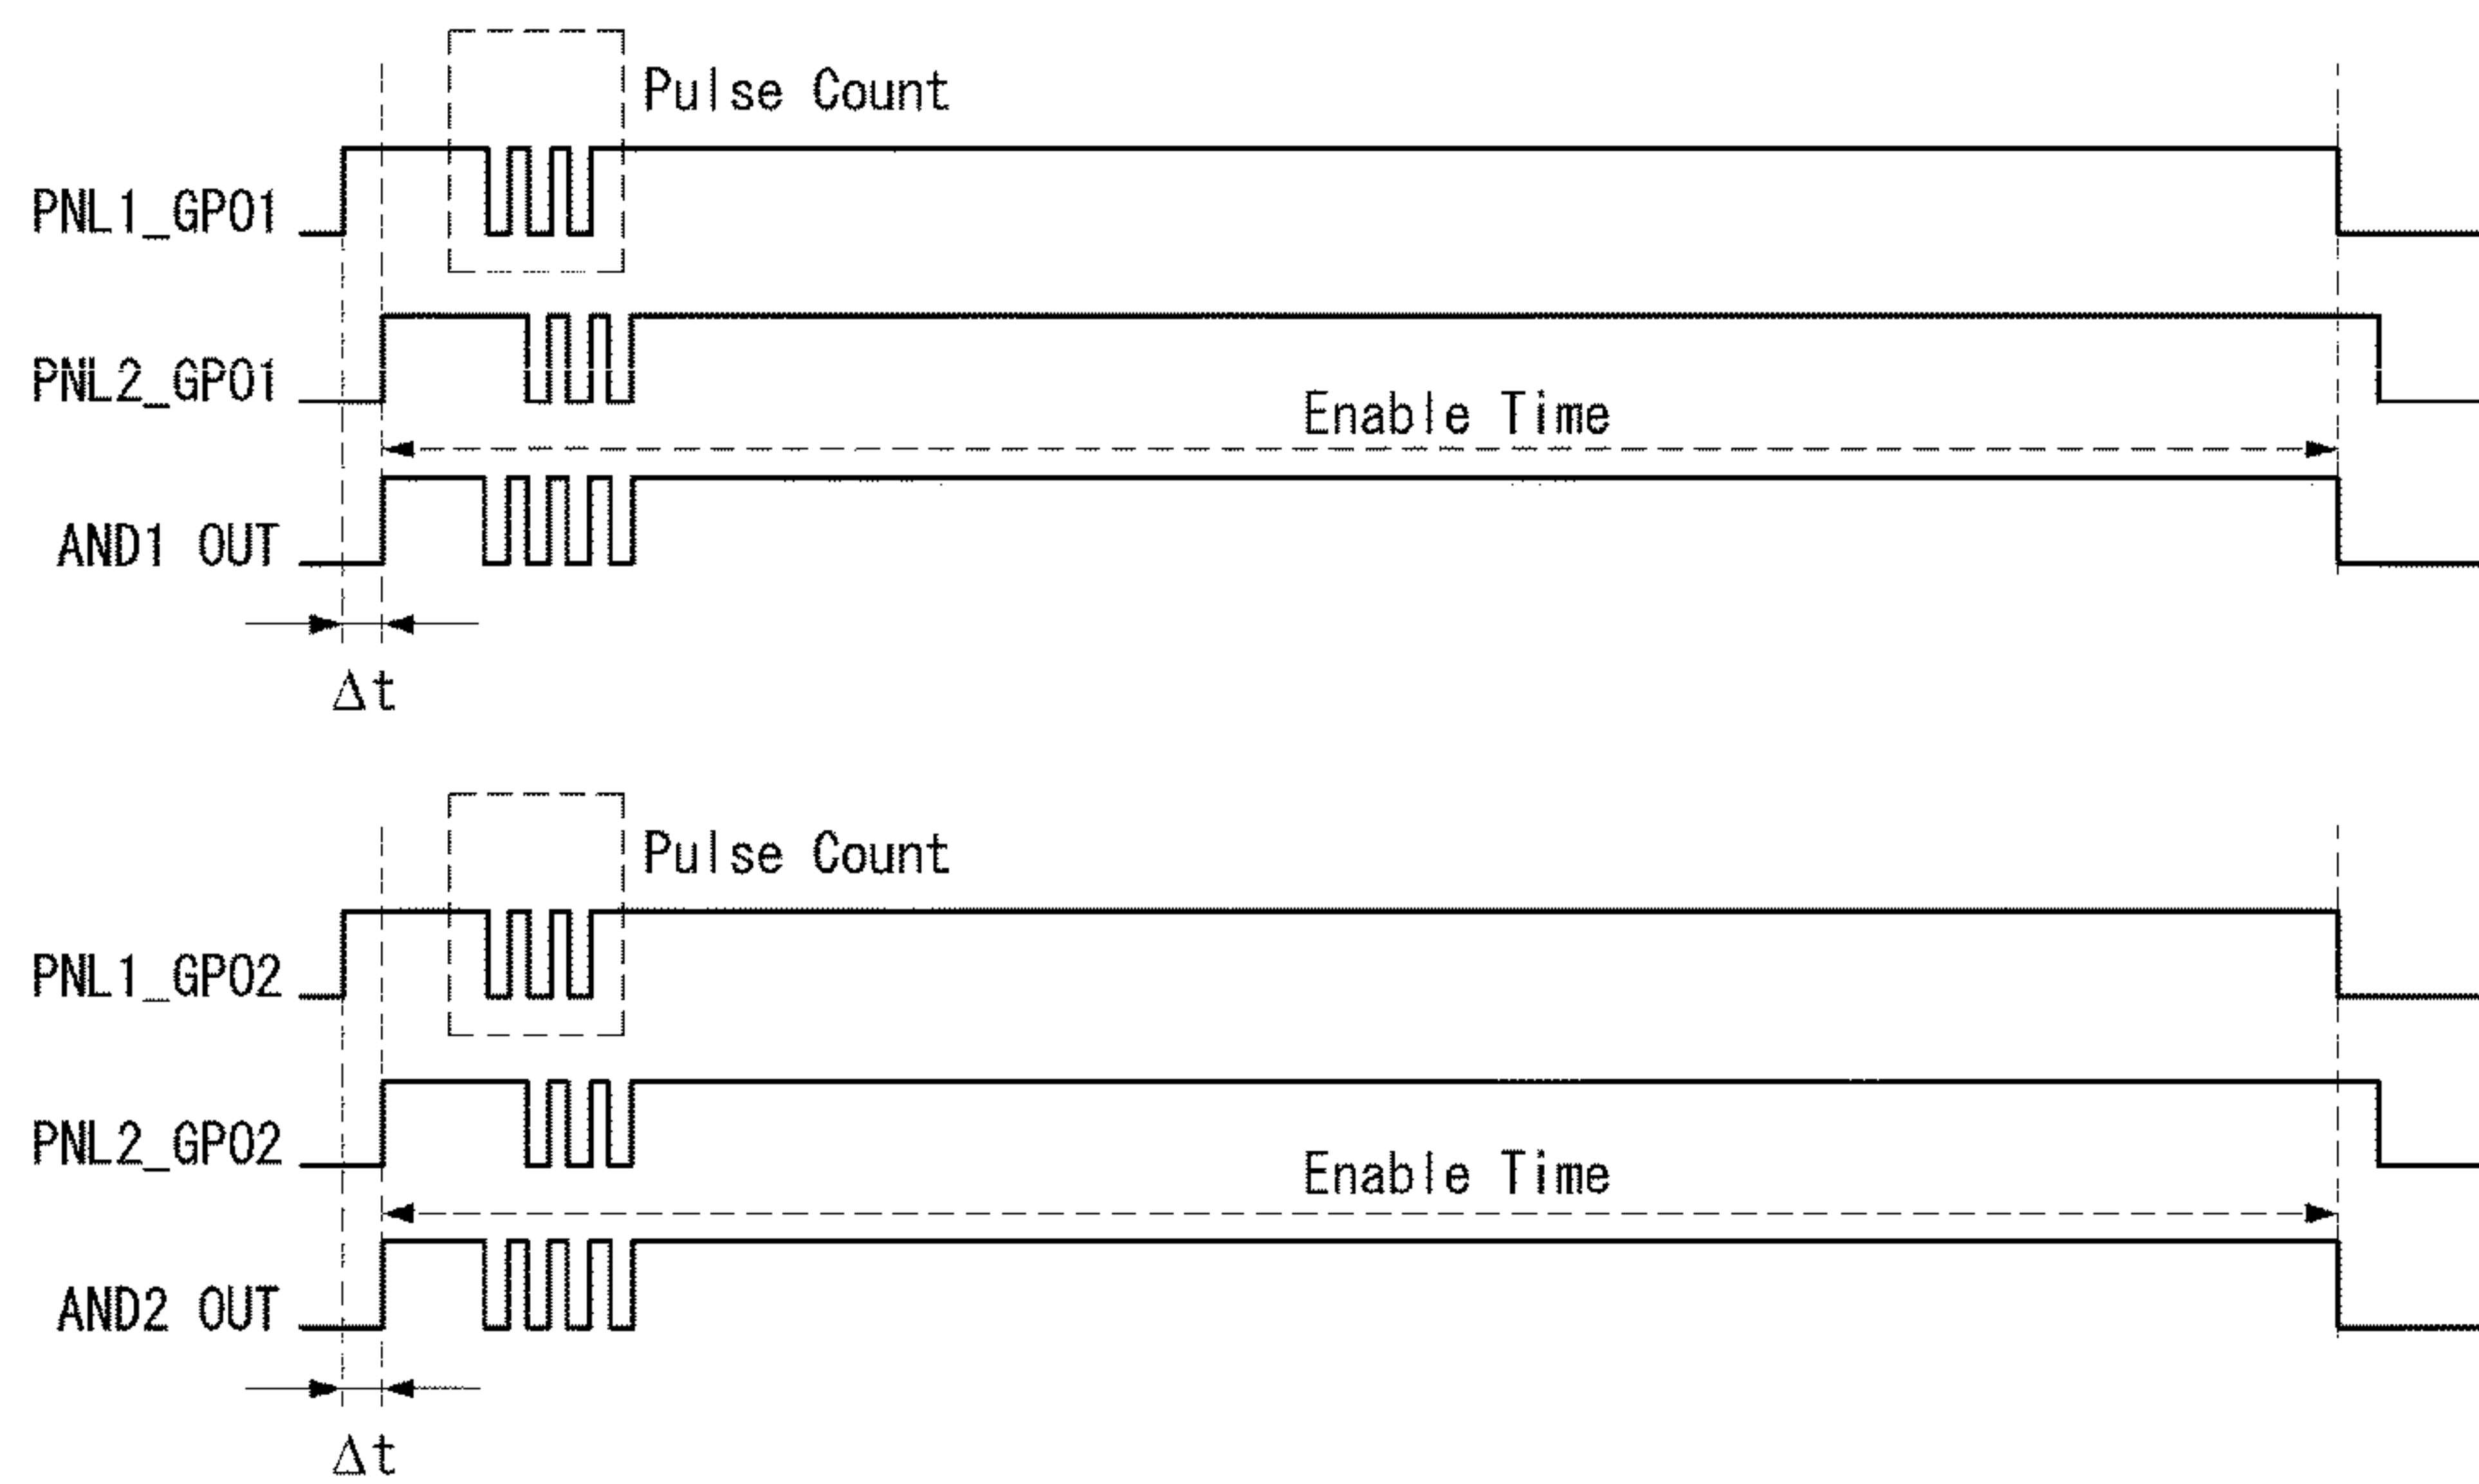 Pulse Count
PNL1_GPO1
PNL2_GPO1
Enable Time
AND1 OUT
Δt
Pulse Count
PNL1_GPO2
PNL2_GPO2
Enable Time
AND2 OUT
Δt